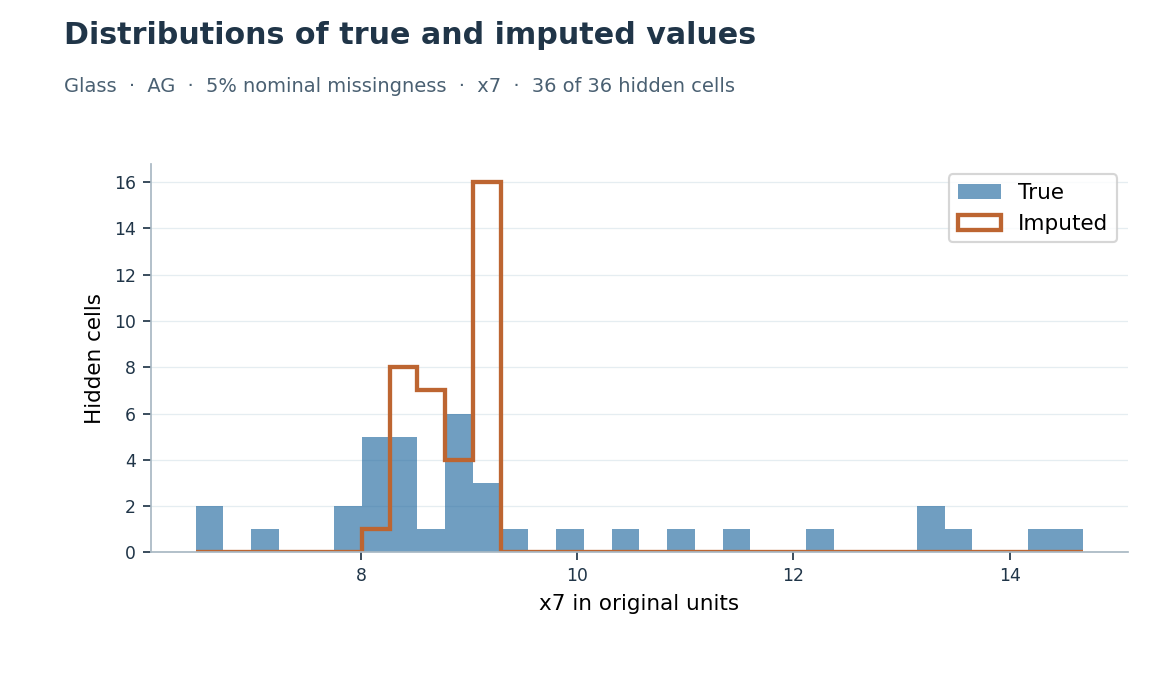 Distributions of true and imputed values
Glass · AG · 5% nominal missingness · x7 · 36 of 36 hidden cells
True
Imputed
16
14
12
10
8
6
4
2
0
Hidden cells
8 10 12 14
x7 in original units